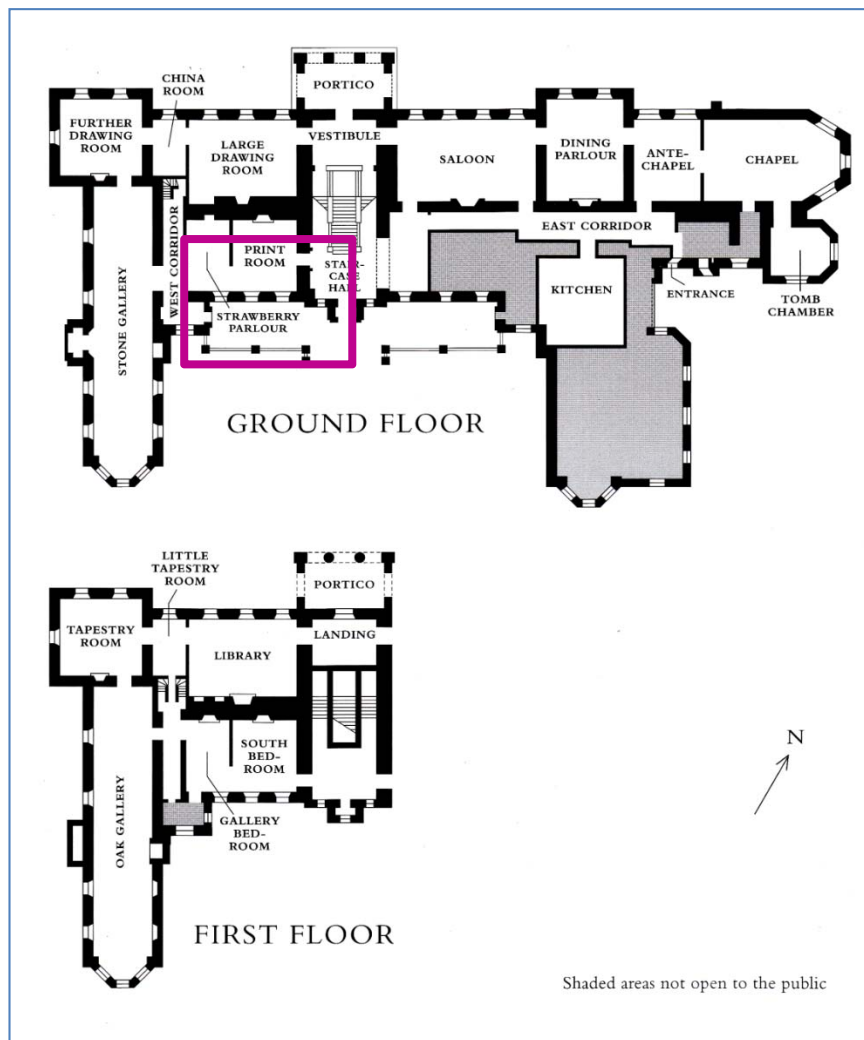 CHINA
ROOM
PORTICO
FURTHER
DRAWING
ROOM
LARGE
DRAWING
ROOM
VESTIBULE
SALOON
DINING
PARLOUR
ANTE-
CHAPEL
CHAPEL
WEST CORRIDOR
EAST CORRIDOR
PRINT
ROOM
STAIR-
CASE
HALL
KITCHEN
ENTRANCE
TOMB
CHAMBER
STRAWBERRY
PARLOUR
STONE GALLERY
GROUND FLOOR
LITTLE
TAPESTRY
ROOM
PORTICO
TAPESTRY
ROOM
LIBRARY
LANDING
SOUTH
BED-
ROOM
N
GALLERY
BED-
ROOM
OAK GALLERY
FIRST FLOOR
Shaded areas not open to the public